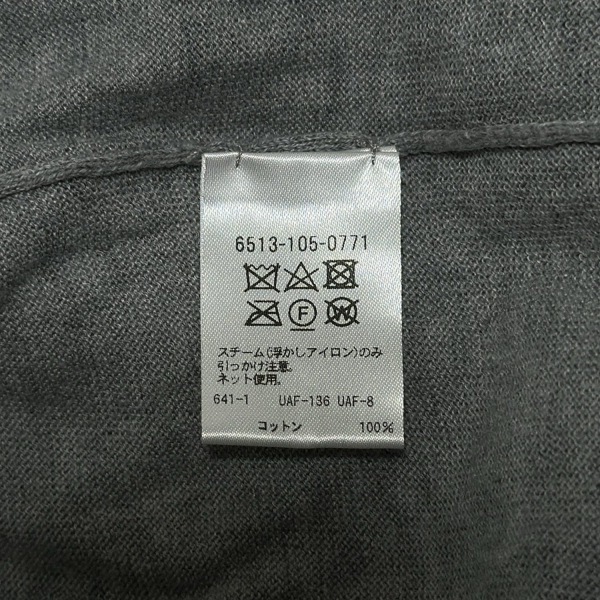 6513-105-0771
F W
スチーム(浮かしアイロン)のみ
引っかけ注意。
ネット使用。
641-1 UAF-136 UAF-8
コットン 100%